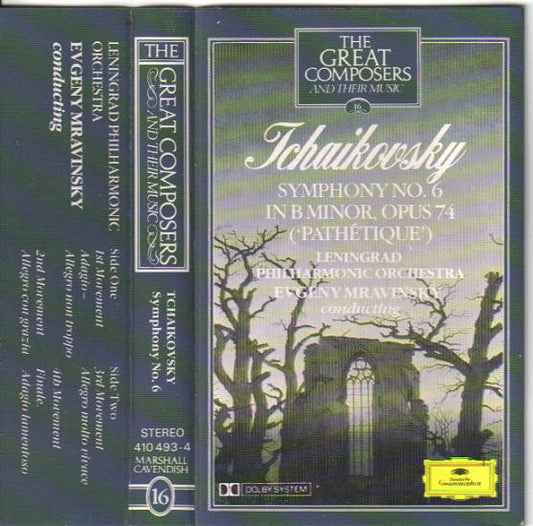 LENINGRAD PHILHARMONIC
ORCHESTRA
EVGENY MRAVINSKY
conducting
Side One
1st Movement
Adagio –
Allegro non troppo
2nd Movement
Allegro con grazia
Side Two
3rd Movement
Allegro molto vivace
4th Movement
Finale,
Adagio lamentoso
THE
GREAT COMPOSERS
AND THEIR MUSIC
TCHAIKOVSKY
Symphony No. 6
STEREO
410 493-4
MARSHALL
CAVENDISH
16
THE
GREAT
COMPOSERS
AND THEIR MUSIC
16
Tchaikovsky
SYMPHONY NO. 6
IN B MINOR, OPUS 74
('PATHÊTIQUE')
LENINGRAD
PHILHARMONIC ORCHESTRA
EVGENY MRAVINSKY
conducting
DOLBY SYSTEM
Deutsche
Grammophon